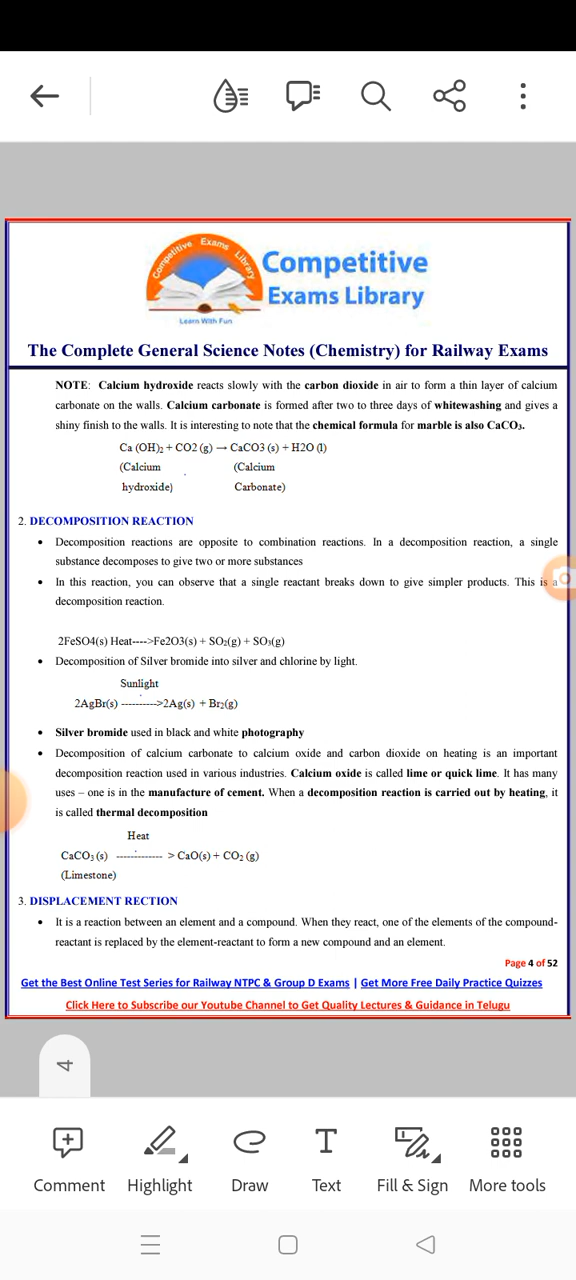 Competitive Exams Library
Competitive
Exams Library
Learn With Fun
The Complete General Science Notes (Chemistry) for Railway Exams
NOTE: Calcium hydroxide reacts slowly with the carbon dioxide in air to form a thin layer of calcium
carbonate on the walls. Calcium carbonate is formed after two to three days of whitewashing and gives a
shiny finish to the walls. It is interesting to note that the chemical formula for marble is also CaCO₃.
Ca (OH)₂ + CO2 (g) → CaCO3 (s) + H2O (l)
(Calcium (Calcium
hydroxide) Carbonate)
2. DECOMPOSITION REACTION
• Decomposition reactions are opposite to combination reactions. In a decomposition reaction, a single
substance decomposes to give two or more substances
• In this reaction, you can observe that a single reactant breaks down to give simpler products. This is a
decomposition reaction.
2FeSO4(s) Heat---->Fe2O3(s) + SO₂(g) + SO₃(g)
• Decomposition of Silver bromide into silver and chlorine by light.
Sunlight
2AgBr(s) ---------->2Ag(s) + Br₂(g)
• Silver bromide used in black and white photography
• Decomposition of calcium carbonate to calcium oxide and carbon dioxide on heating is an important
decomposition reaction used in various industries. Calcium oxide is called lime or quick lime. It has many
uses – one is in the manufacture of cement. When a decomposition reaction is carried out by heating, it
is called thermal decomposition
Heat
CaCO₃ (s) ------------- > CaO(s) + CO₂ (g)
(Limestone)
3. DISPLACEMENT RECTION
• It is a reaction between an element and a compound. When they react, one of the elements of the compound-
reactant is replaced by the element-reactant to form a new compound and an element.
Page 4 of 52
Get the Best Online Test Series for Railway NTPC & Group D Exams | Get More Free Daily Practice Quizzes
Click Here to Subscribe our Youtube Channel to Get Quality Lectures & Guidance in Telugu
4
Comment Highlight Draw Text Fill & Sign More tools